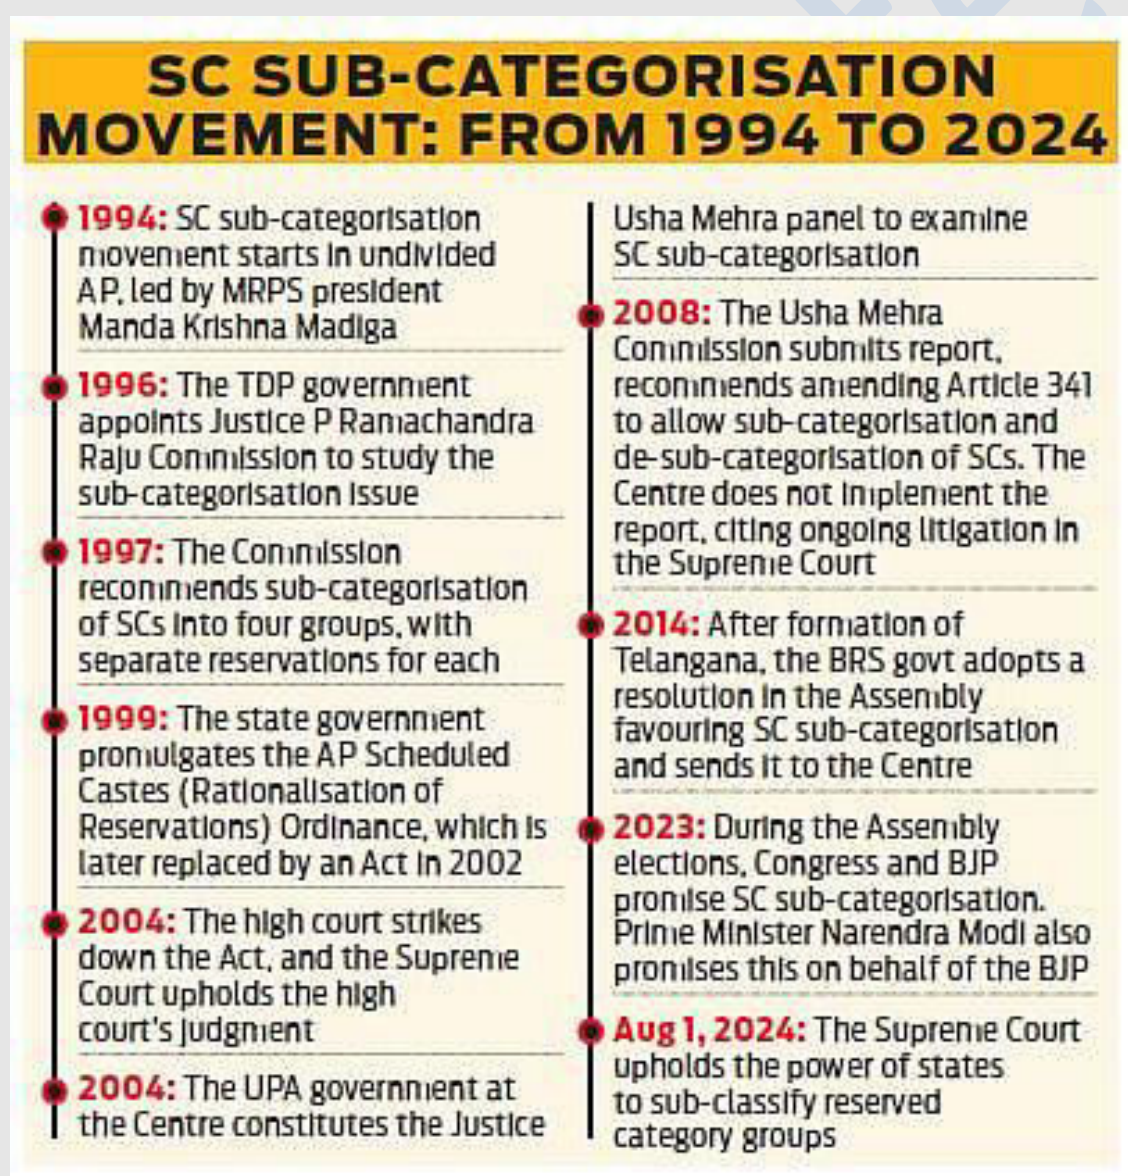 SC SUB-CATEGORISATION
MOVEMENT: FROM 1994 TO 2024
1994: SC sub-categorisation
movement starts in undivided
AP, led by MRPS president
Manda Krishna Madiga
1996: The TDP government
appoints Justice P Ramachandra
Raju Commission to study the
sub-categorisation issue
1997: The Commission
recommends sub-categorisation
of SCs into four groups, with
separate reservations for each
1999: The state government
promulgates the AP Scheduled
Castes (Rationalisation of
Reservations) Ordinance, which is
later replaced by an Act in 2002
2004: The high court strikes
down the Act, and the Supreme
Court upholds the high
court's judgment
2004: The UPA government at
the Centre constitutes the Justice
Usha Mehra panel to examine
SC sub-categorisation
2008: The Usha Mehra
Commission submits report,
recommends amending Article 341
to allow sub-categorisation and
de-sub-categorisation of SCs. The
Centre does not implement the
report, citing ongoing litigation in
the Supreme Court
2014: After formation of
Telangana, the BRS govt adopts a
resolution in the Assembly
favouring SC sub-categorisation
and sends it to the Centre
2023: During the Assembly
elections, Congress and BJP
promise SC sub-categorisation.
Prime Minister Narendra Modi also
promises this on behalf of the BJP
Aug 1, 2024: The Supreme Court
upholds the power of states
to sub-classify reserved
category groups